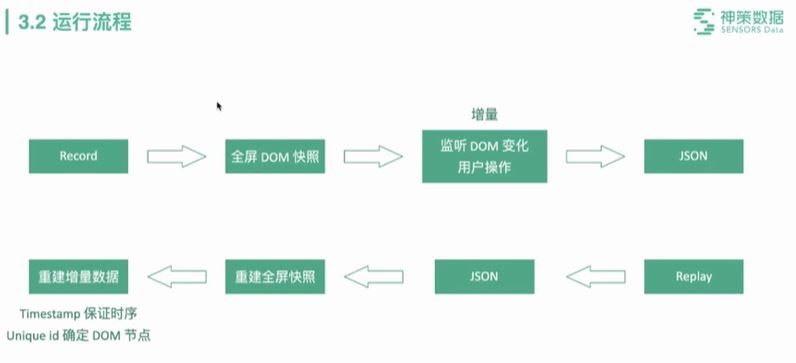 3.2 运行流程
神策数据
SENSORS Data
增量
Record
全屏 DOM 快照
监听 DOM 变化
用户操作
JSON
重建增量数据
重建全屏快照
JSON
Replay
Timestamp 保证时序
Unique id 确定 DOM 节点